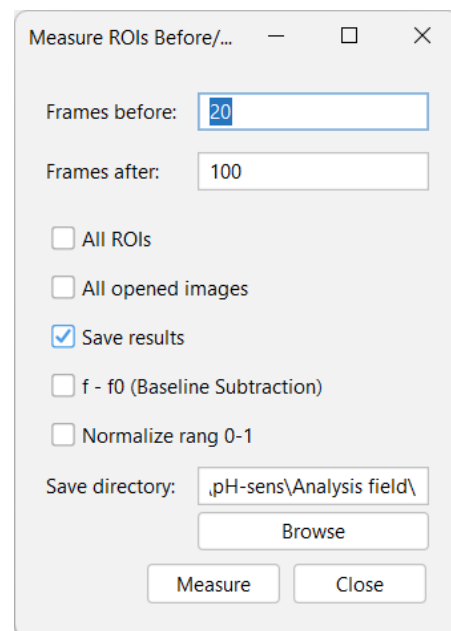 Measure ROIs Before/...
Frames before: 20
Frames after: 100
All ROIs
All opened images
Save results
f - f0 (Baseline Subtraction)
Normalize rang 0-1
Save directory: pH-sens\Analysis field\
Browse
Measure Close